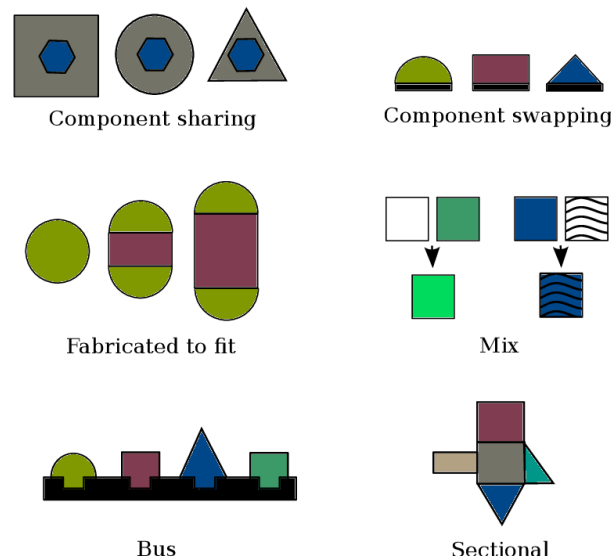 Component sharing
Component swapping
Fabricated to fit
Mix
Bus
Sectional